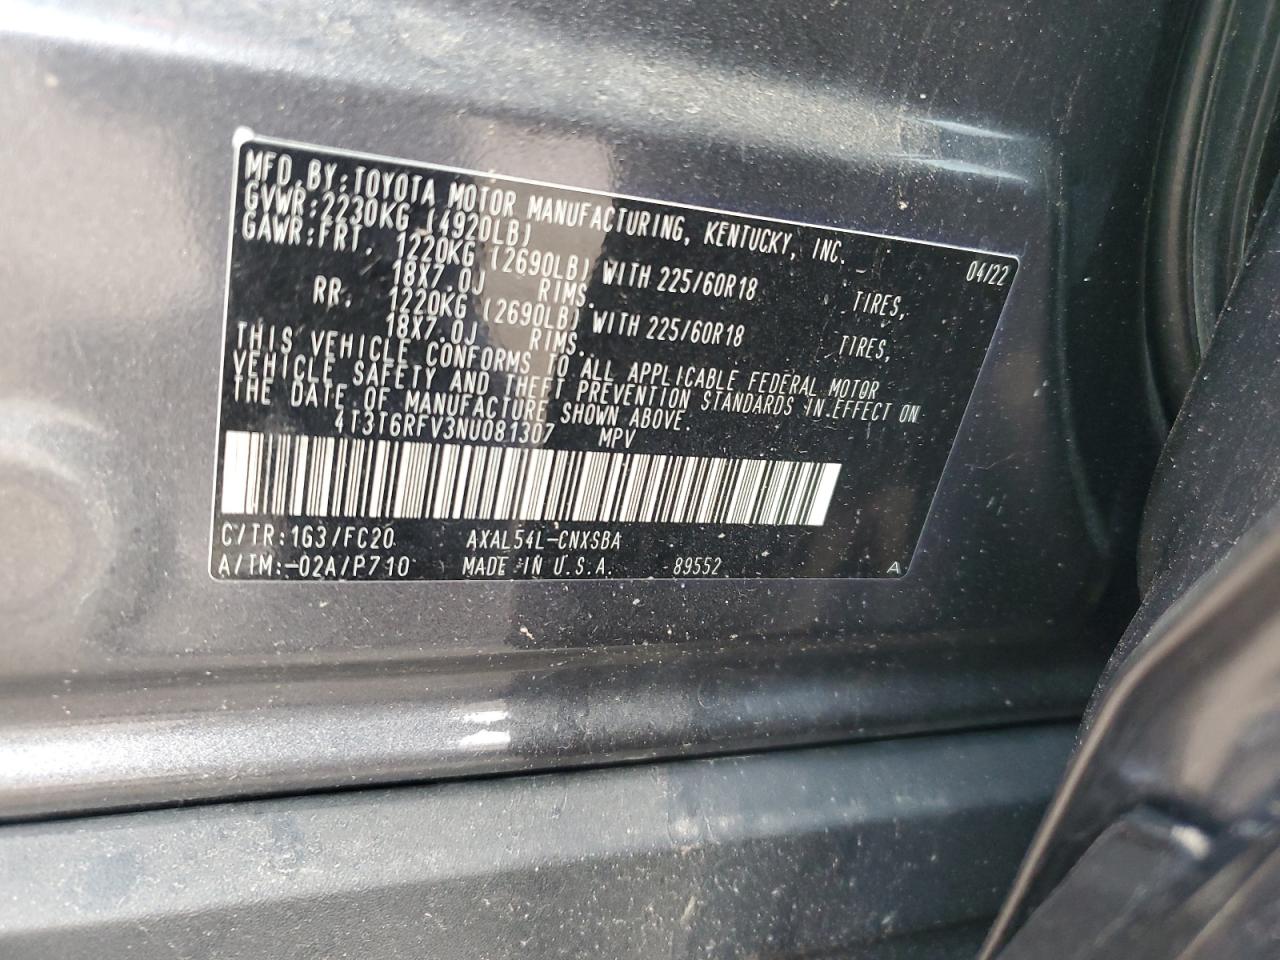 MFD. BY: TOYOTA MOTOR MANUFACTURING, KENTUCKY, INC. 04/22
GVWR: 2230KG (4920LB)
GAWR: FRT. 1220KG (2690LB) WITH 225/60R18 TIRES,
18X7.0J RIMS.
RR. 1220KG (2690LB) WITH 225/60R18 TIRES,
18X7.0J RIMS.
THIS VEHICLE CONFORMS TO ALL APPLICABLE FEDERAL MOTOR
VEHICLE SAFETY AND THEFT PREVENTION STANDARDS IN EFFECT ON
THE DATE OF MANUFACTURE SHOWN ABOVE.
4T3T6RFV3NU081307 MPV
C/TR: 1G3/FC20 AXAL54L-CNXSBA
A/TM: -02A/P710 MADE IN U.S.A. 89552 A